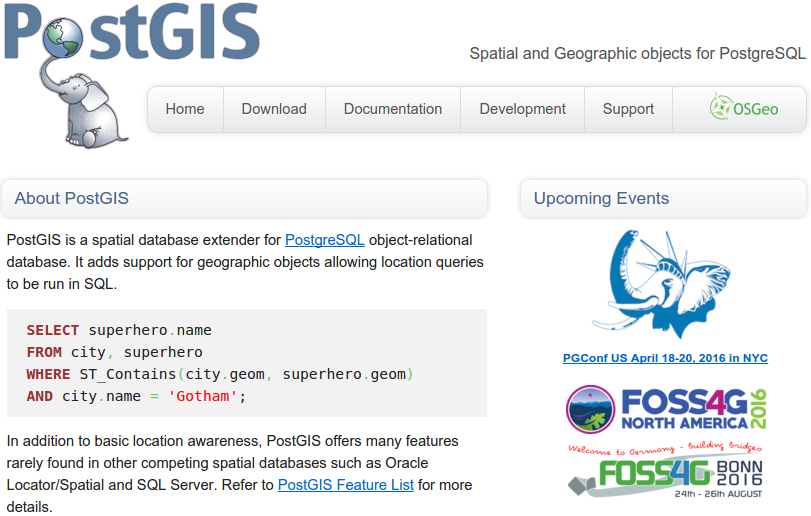 PostGIS
Spatial and Geographic objects for PostgreSQL
Home Download Documentation Development Support OSGeo
About PostGIS
PostGIS is a spatial database extender for PostgreSQL object-relational
database. It adds support for geographic objects allowing location queries
to be run in SQL.
SELECT superhero.name
FROM city, superhero
WHERE ST_Contains(city.geom, superhero.geom)
AND city.name = 'Gotham';
In addition to basic location awareness, PostGIS offers many features
rarely found in other competing spatial databases such as Oracle
Locator/Spatial and SQL Server. Refer to PostGIS Feature List for more
details.
Upcoming Events
PGConf US April 18-20, 2016 in NYC
FOSS4G
NORTH AMERICA
2016
Welcome to Germany - Building Bridges
FOSS4G BONN
2016
24th - 26th AUGUST